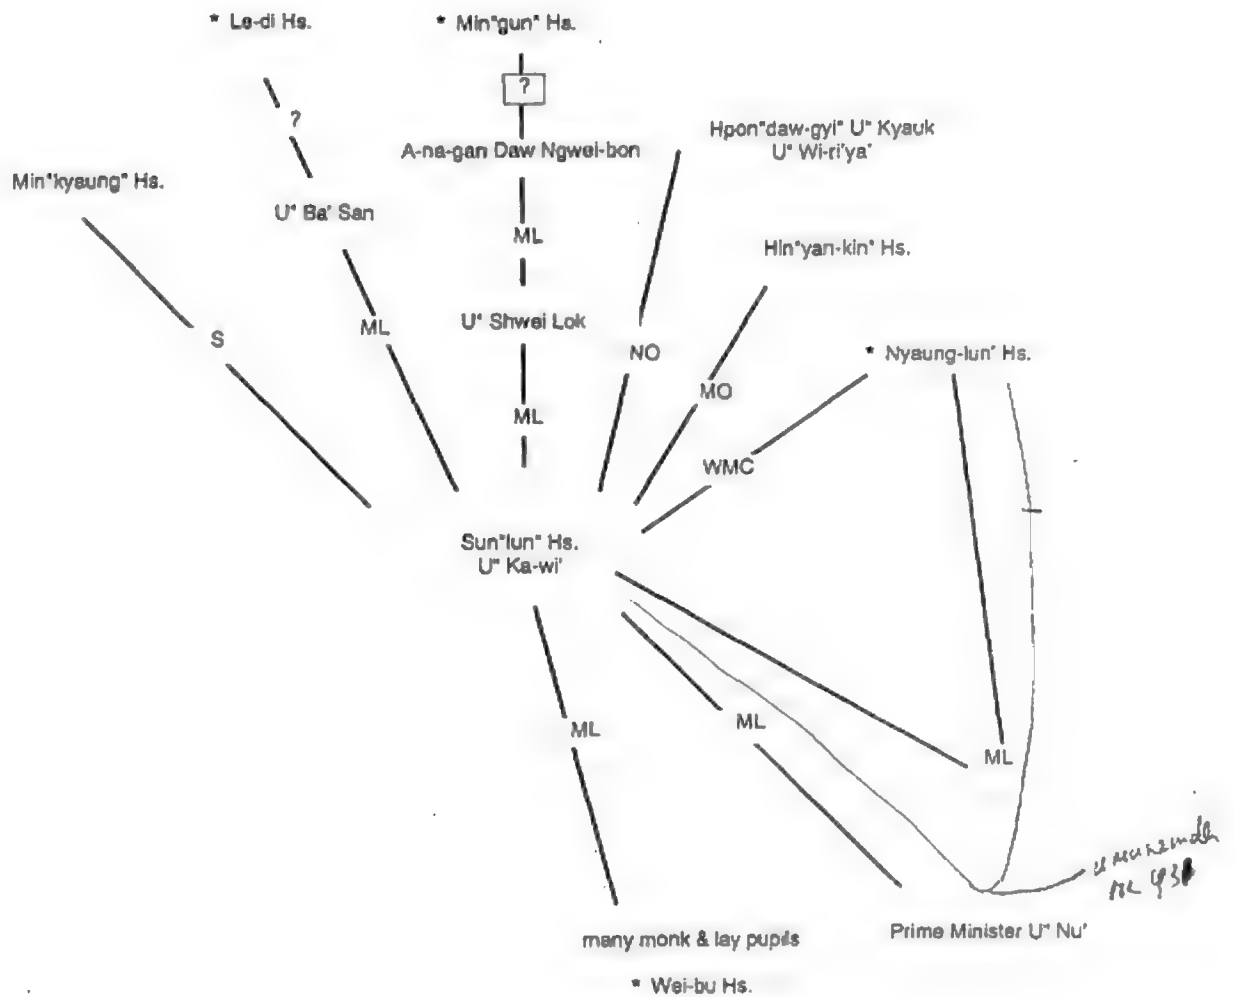 * Le-di Hs.
* Min"gun" Hs.
?
?
Hpon"daw-gyi" U" Kyauk
U" Wi-ri'ya'
A-na-gan Daw Ngwei-bon
Min"kyaung" Hs.
U" Ba' San
ML
Hin"yan-kin" Hs.
U" Shwei Lok
ML
S
NO
* Nyaung-lun' Hs.
MO
ML
WMC
Sun"lun" Hs.
U" Ka-wi'
ML
ML
ML
Prime Minister U" Nu'
many monk & lay pupils
* Wei-bu Hs.